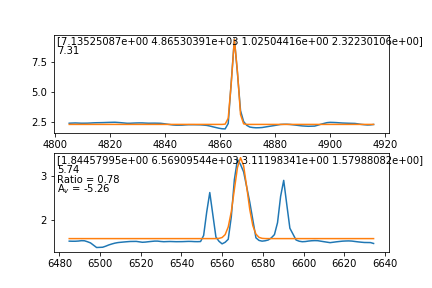 [7.13525087e+00 4.86530391e+03 1.02504416e+00 2.32230106e+00]
7.31
7.5
5.0
2.5
4800 4820 4840 4860 4880 4900 4920
[1.84457995e+00 6.56909544e+03 3.11198341e+00 1.57988082e+00]
5.74
Ratio = 0.78
Aᵥ = -5.26
3
2
6480 6500 6520 6540 6560 6580 6600 6620 6640